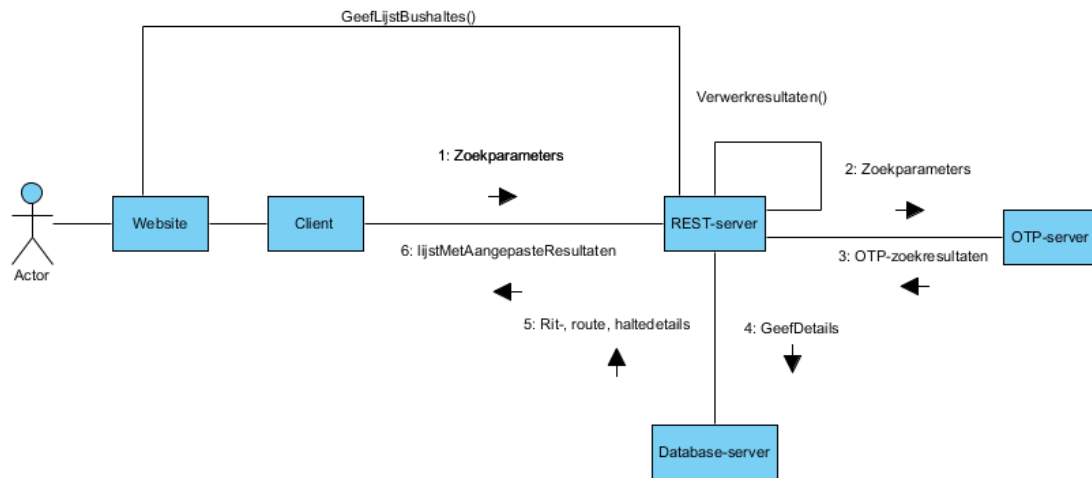 GeefLijstBushaltes()
Verwerkresultaten()
1: Zoekparameters
2: Zoekparameters
Website
Client
REST-server
OTP-server
6: lijstMetAangepasteResultaten
3: OTP-zoekresultaten
Actor
5: Rit-, route, haltedetails
4: GeefDetails
Database-server